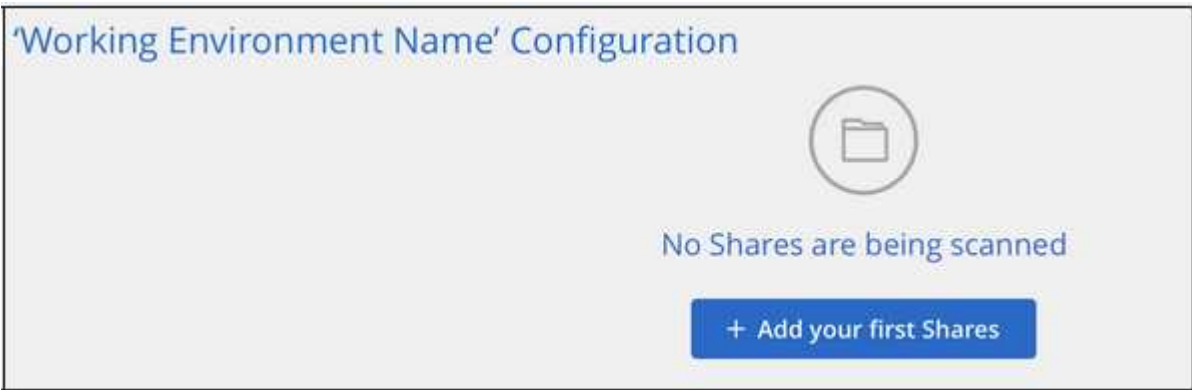 ‘Working Environment Name’ Configuration
No Shares are being scanned
+ Add your first Shares